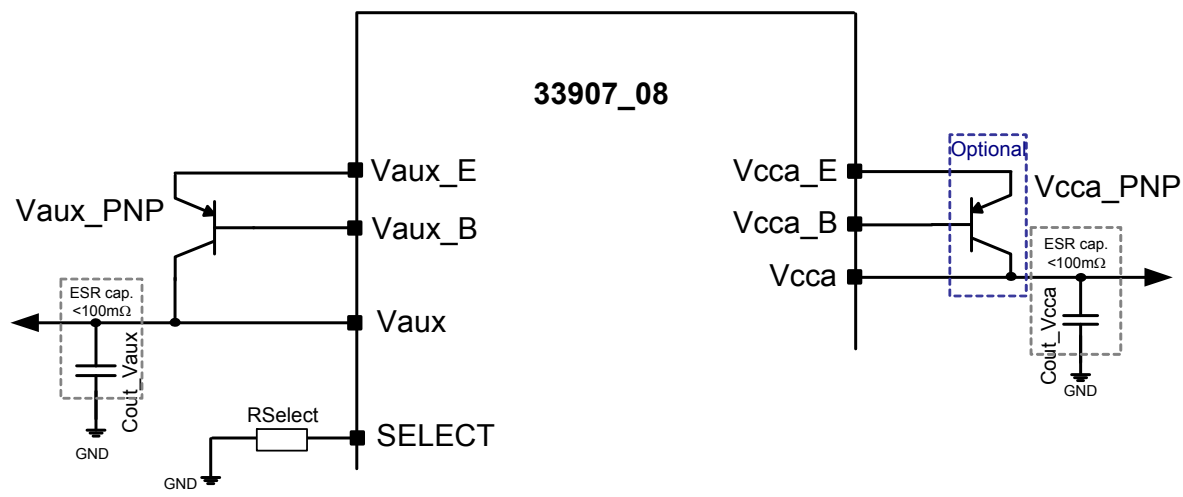 33907_08
Vaux_E
Vaux_PNP
Vaux_B
ESR cap.
<100mΩ
Vaux
Cout_Vaux
GND
RSelect
SELECT
GND
Optional
Vcca_E
Vcca_PNP
Vcca_B
ESR cap.
<100mΩ
Vcca
Cout_Vcca
GND